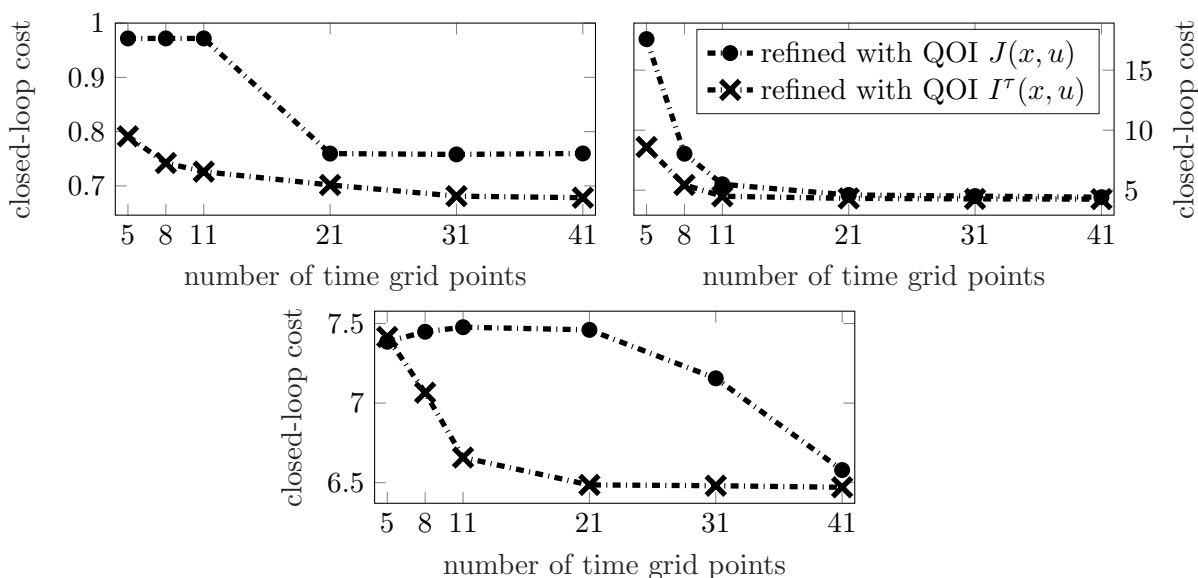 closed-loop cost
1
0.9
0.8
0.7
5 8 11 21 31 41
number of time grid points
refined with QOI J(x, u)
refined with QOI I^τ(x, u)
15
10
5
closed-loop cost
5 8 11 21 31 41
number of time grid points
closed-loop cost
7.5
7
6.5
5 8 11 21 31 41
number of time grid points